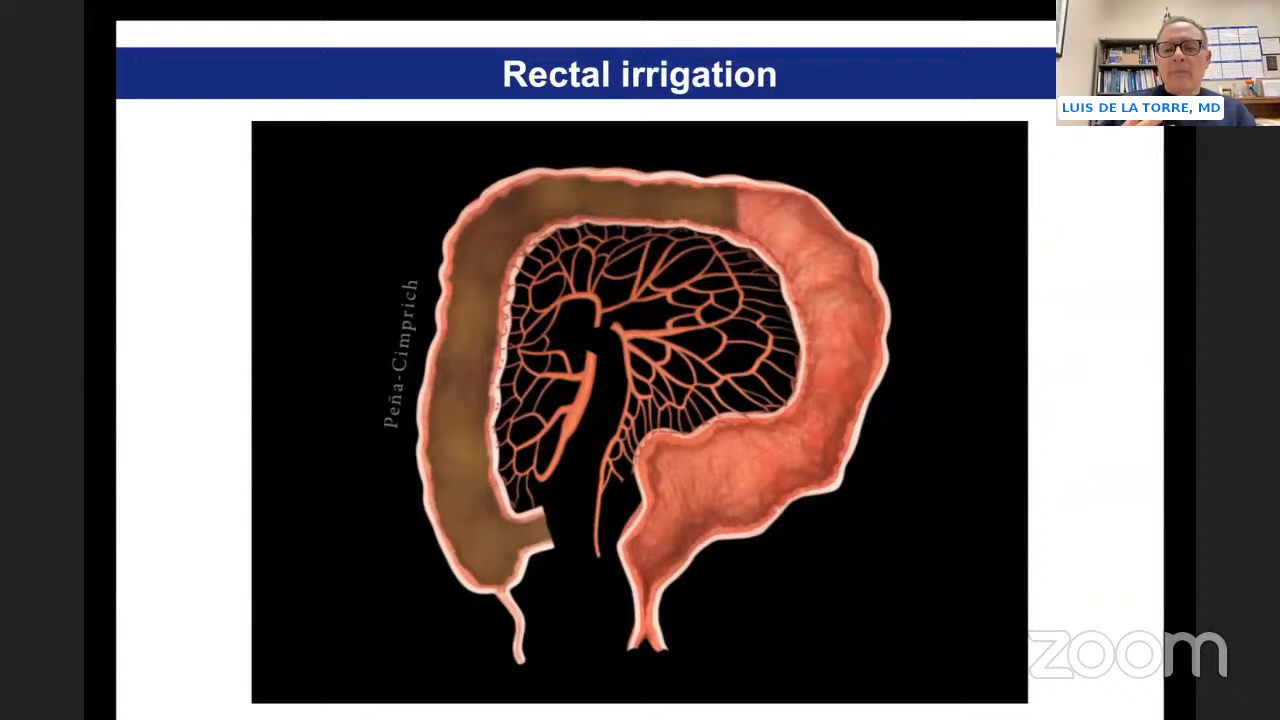 Rectal irrigation
LUIS DE LA TORRE, MD
Peña-Cimprich
zoom